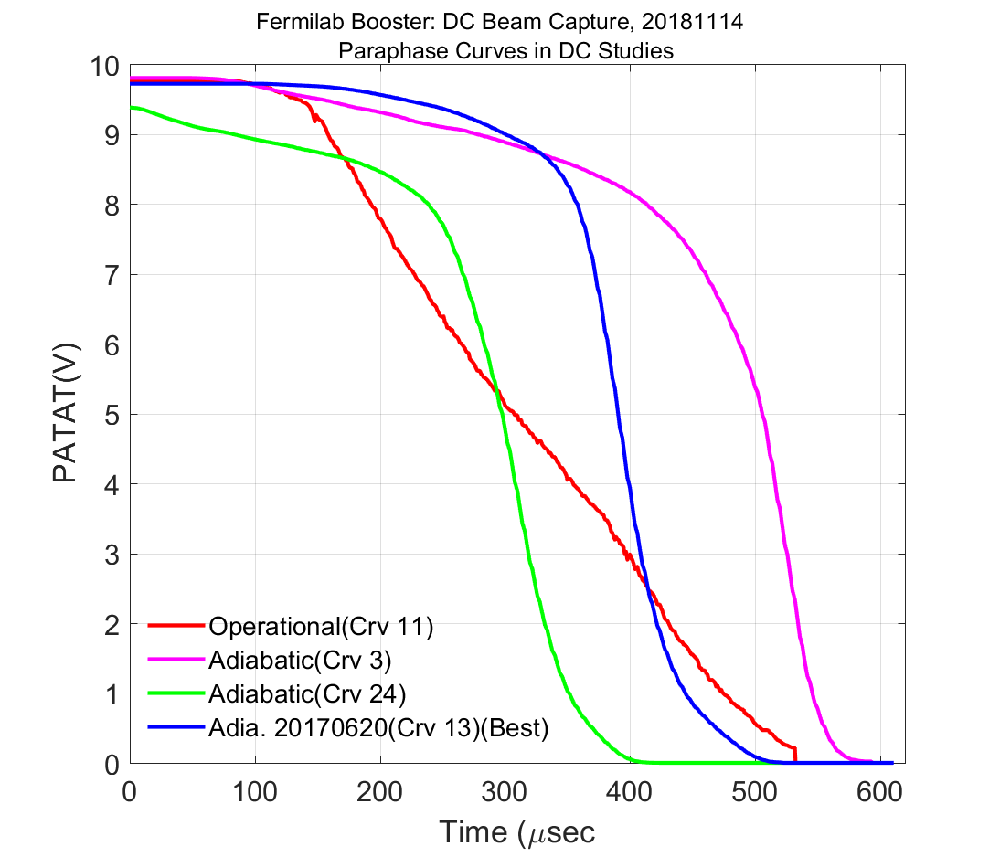 Fermilab Booster: DC Beam Capture, 20181114
Paraphase Curves in DC Studies
10
9
8
7
6
5
4
3
2
1
0
PATAT(V)
Operational(Crv 11)
Adiabatic(Crv 3)
Adiabatic(Crv 24)
Adia. 20170620(Crv 13)(Best)
0 100 200 300 400 500 600
Time (μsec